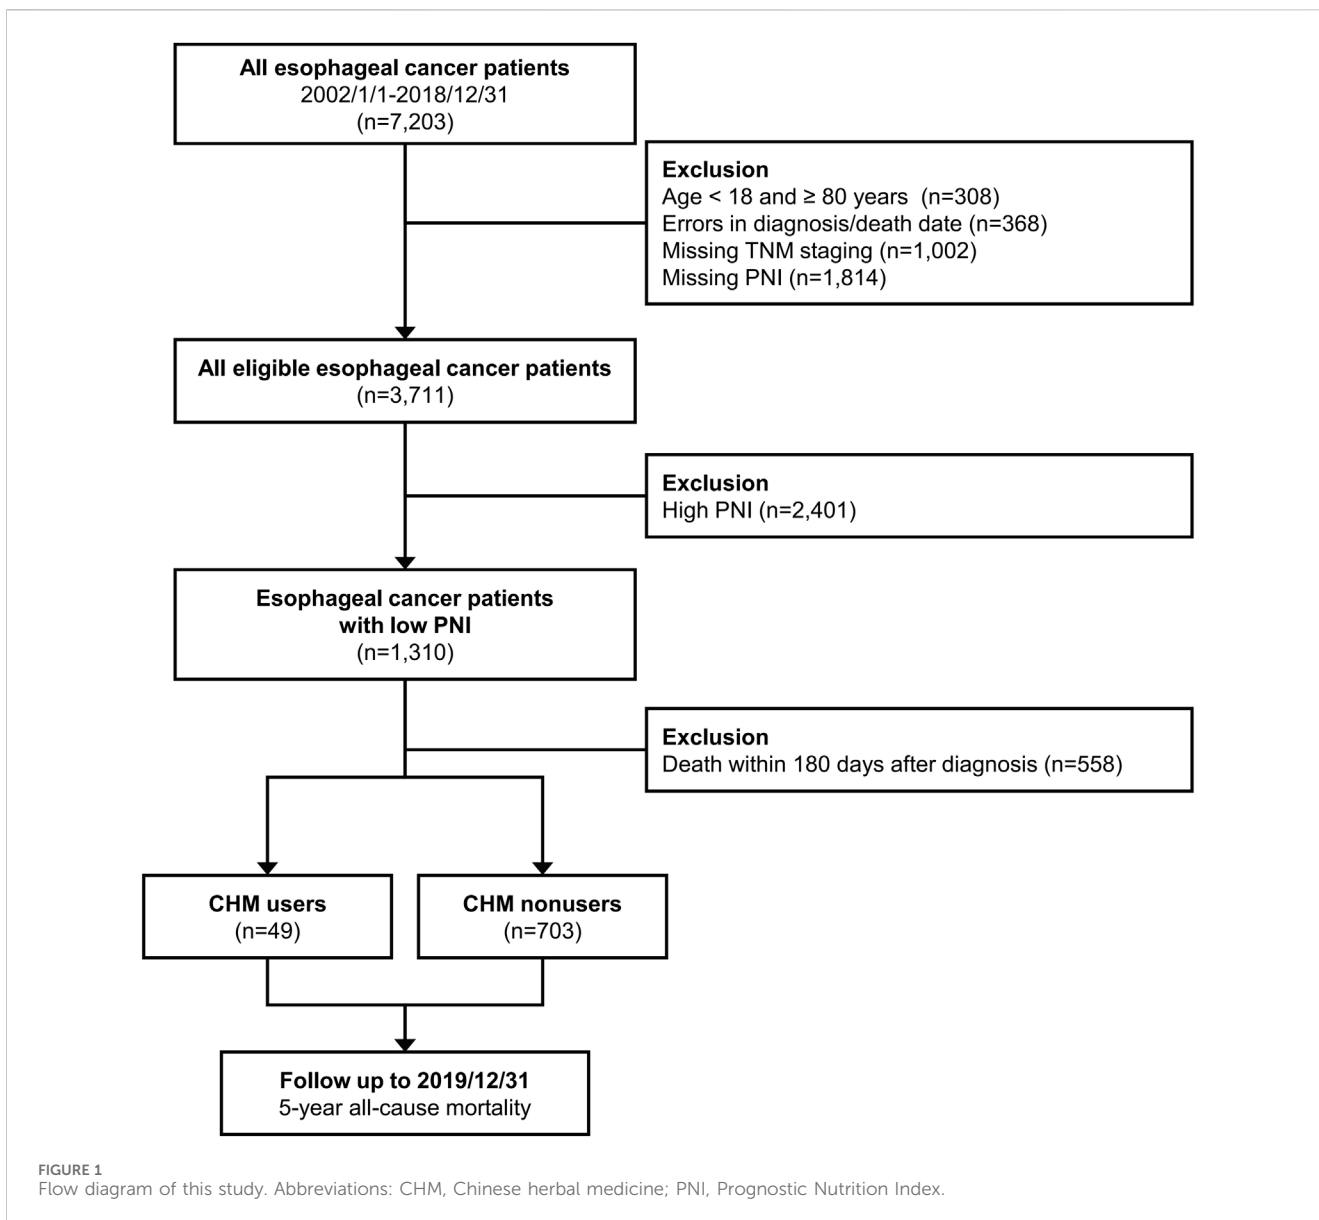 All esophageal cancer patients
2002/1/1-2018/12/31
(n=7,203)
Exclusion
Age < 18 and ≥ 80 years  (n=308)
Errors in diagnosis/death date (n=368)
Missing TNM staging (n=1,002)
Missing PNI (n=1,814)
All eligible esophageal cancer patients
(n=3,711)
Exclusion
High PNI (n=2,401)
Esophageal cancer patients
with low PNI
(n=1,310)
Exclusion
Death within 180 days after diagnosis (n=558)
CHM users
(n=49)
CHM nonusers
(n=703)
Follow up to 2019/12/31
5-year all-cause mortality
FIGURE 1
Flow diagram of this study. Abbreviations: CHM, Chinese herbal medicine; PNI, Prognostic Nutrition Index.